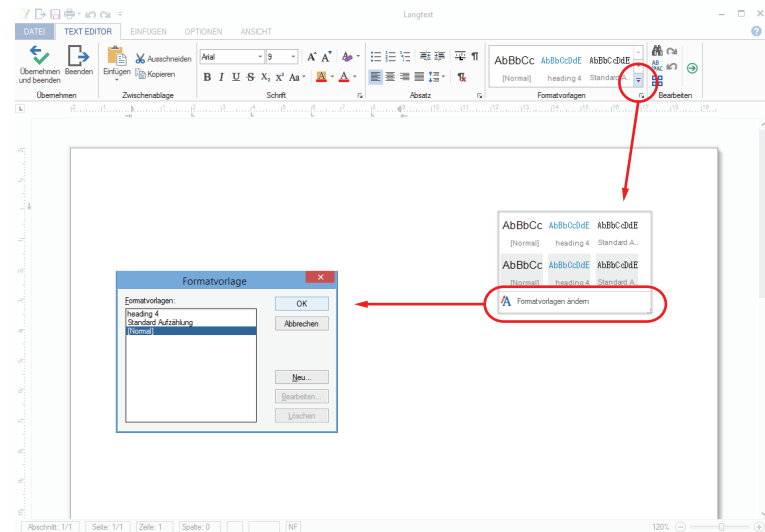 Langtext
DATEI TEXT EDITOR EINFÜGEN OPTIONEN ANSICHT
Übernehmen und beenden
Beenden
Einfügen
Ausschneiden
Kopieren
Arial 9
B I U S X, X² Aa
AbBbCc AbBbCcDdE AbBbCcDdE
[Normal] heading 4 Standard A..
Übernehmen Zwischenablage Schrift Absatz Formatvorlagen Bearbeiten
AbBbCc AbBbCcDdE AbBbCcDdE
[Normal] heading 4 Standard A..
AbBbCc AbBbCcDdE AbBbCcDdE
[Normal] heading 4 Standard A..
Formatvorlagen ändern
Formatvorlage
Formatvorlagen:
heading 4
Standard Aufzählung
[Normal]
OK
Abbrechen
Neu...
Bearbeiten...
Löschen
Abschnitt: 1/1 Seite: 1/1 Zeile: 1 Spalte: 0 NF 120%